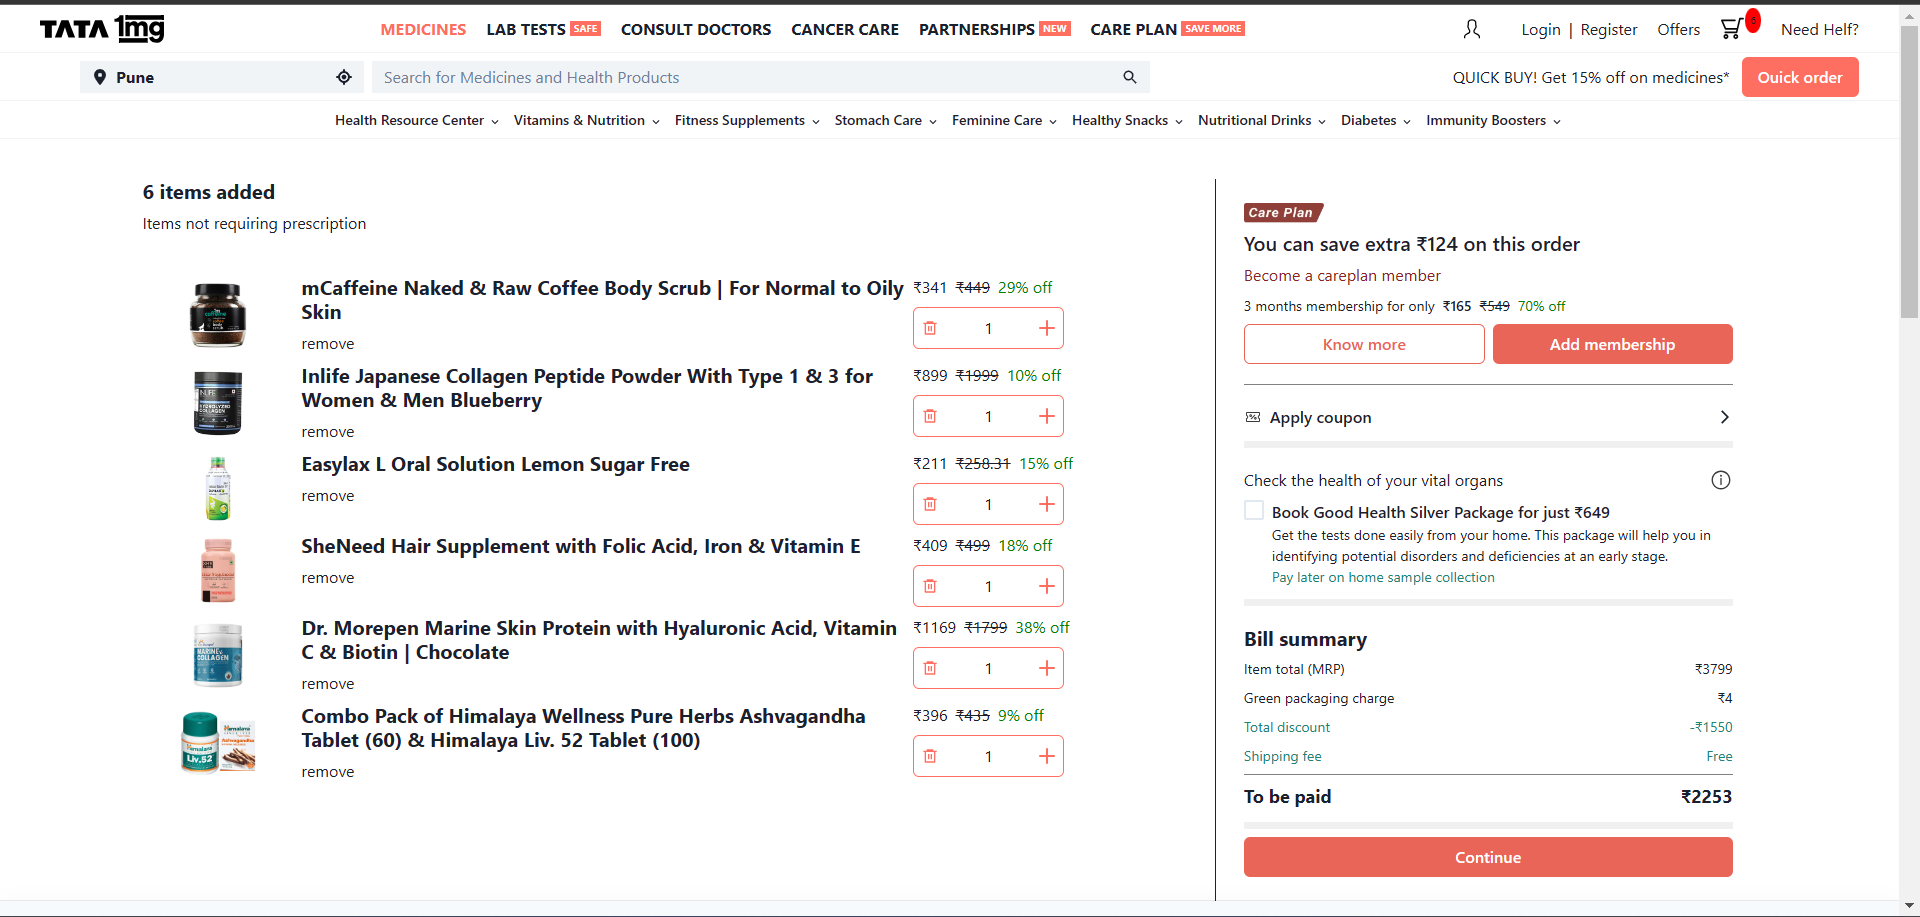 TATA 1mg
MEDICINES LAB TESTS SAFE CONSULT DOCTORS CANCER CARE PARTNERSHIPS NEW CARE PLAN SAVE MORE Login | Register Offers 6 Need Helf?
Pune Search for Medicines and Health Products QUICK BUY! Get 15% off on medicines* Ouick order
Health Resource Center Vitamins & Nutrition Fitness Supplements Stomach Care Feminine Care Healthy Snacks Nutritional Drinks Diabetes Immunity Boosters
6 items added
Items not requiring prescription
mCaffeine Naked & Raw Coffee Body Scrub | For Normal to Oily
Skin
remove
₹341 ₹449 29% off
1
Inlife Japanese Collagen Peptide Powder With Type 1 & 3 for
Women & Men Blueberry
remove
₹899 ₹1999 10% off
1
Easylax L Oral Solution Lemon Sugar Free
remove
₹211 ₹258.31 15% off
1
SheNeed Hair Supplement with Folic Acid, Iron & Vitamin E
remove
₹409 ₹499 18% off
1
MARINE
COLLAGEN
Dr. Morepen Marine Skin Protein with Hyaluronic Acid, Vitamin
C & Biotin | Chocolate
remove
₹1169 ₹1799 38% off
1
Himalaya
Liv.52
Combo Pack of Himalaya Wellness Pure Herbs Ashvagandha
Tablet (60) & Himalaya Liv. 52 Tablet (100)
remove
₹396 ₹435 9% off
1
Care Plan
You can save extra ₹124 on this order
Become a careplan member
3 months membership for only ₹165 ₹549 70% off
Know more Add membership
Apply coupon
Check the health of your vital organs
Book Good Health Silver Package for just ₹649
Get the tests done easily from your home. This package will help you in
identifying potential disorders and deficiencies at an early stage.
Pay later on home sample collection
Bill summary
Item total (MRP) ₹3799
Green packaging charge ₹4
Total discount -₹1550
Shipping fee Free
To be paid ₹2253
Continue